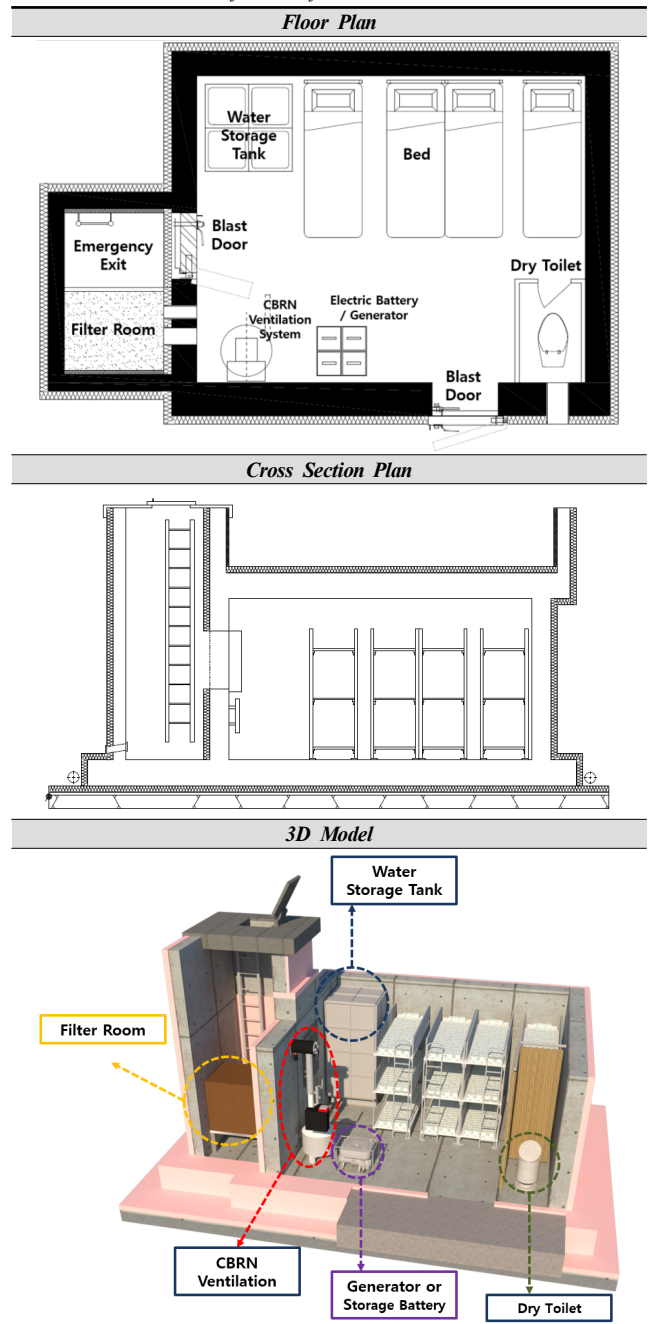 Floor Plan
Water
Storage
Tank
Bed
Blast
Door
Emergency
Exit
Dry Toilet
Filter Room
CBRN
Ventilation
System
Electric Battery
/ Generator
Blast
Door
Cross Section Plan
3D Model
Water
Storage Tank
Filter Room
CBRN
Ventilation
Generator or
Storage Battery
Dry Toilet